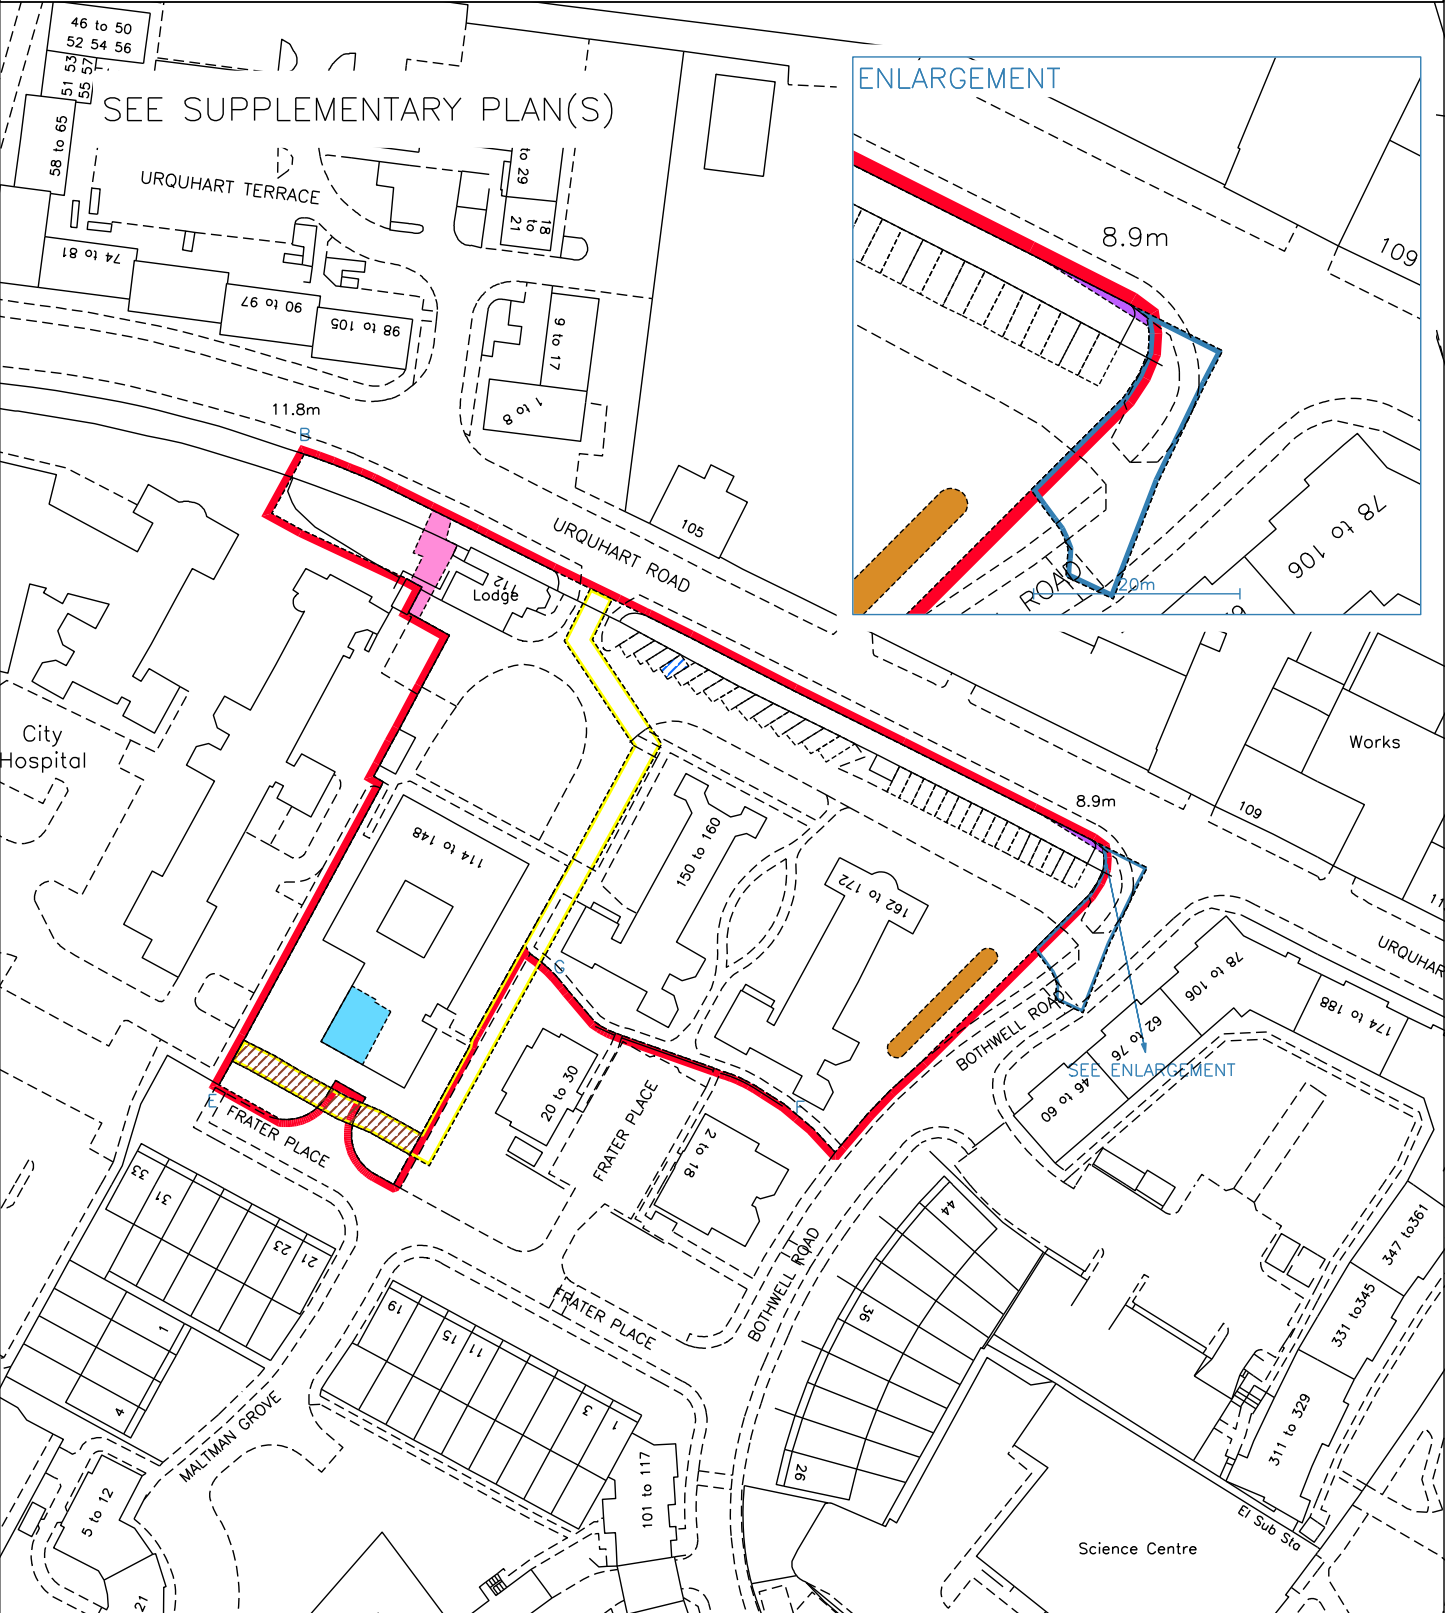 46 to 50
52 54 56
51 53
55 57
58 to 65
SEE SUPPLEMENTARY PLAN(S)
URQUHART TERRACE
to 29
18
to
21
74 to 81
90 to 97
98 to 105
9 to 17
1 to 8
11.8m
B
105
URQUHART ROAD
112
Lodge
ENLARGEMENT
8.9m
109
78 to 106
ROAD
20m
City
Hospital
Works
109
8.9m
114 to 148
150 to 160
162 to 172
G
URQUHAR
78 to 106
174 to 188
62 to 76
46 to 60
BOTHWELL ROAD
SEE ENLARGEMENT
E
F
FRATER PLACE
20 to 30
FRATER PLACE
2 to 18
33
31
23
21
44
347 to361
BOTHWELL ROAD
FRATER PLACE
19
15
11
3
1
36
331 to345
1
4
MALTMAN GROVE
26
311 to 329
101 to 117
5 to 12
El Sub Sta
Science Centre
21